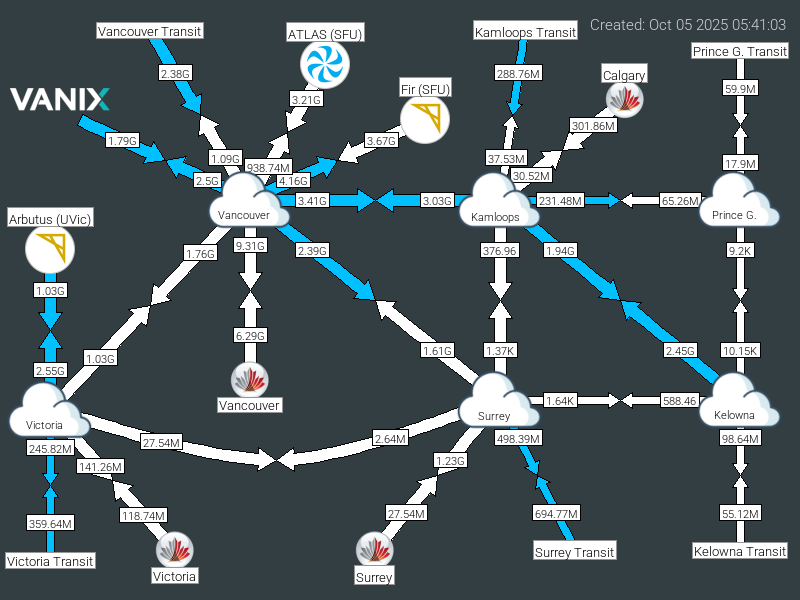 Created: Oct 05 2025 05:41:03
Vancouver Transit
ATLAS (SFU)
Kamloops Transit
Prince G. Transit
2.38G
288.76M
Calgary
59.9M
Fir (SFU)
VANIX
3.21G
301.86M
1.79G
3.67G
1.09G
938.74M
37.53M
17.9M
30.52M
2.5G
4.16G
3.41G
3.03G
231.48M
65.26M
Arbutus (UVic)
Vancouver
Kamloops
Prince G.
1.76G
9.31G
2.39G
376.96
1.94G
9.2K
1.03G
6.29G
1.03G
1.61G
1.37K
2.45G
10.15K
2.55G
Vancouver
1.64K
588.46
Victoria
Surrey
Kelowna
245.82M
27.54M
2.64M
498.39M
98.64M
141.26M
1.23G
359.64M
118.74M
27.54M
694.77M
55.12M
Victoria Transit
Victoria
Surrey
Surrey Transit
Kelowna Transit